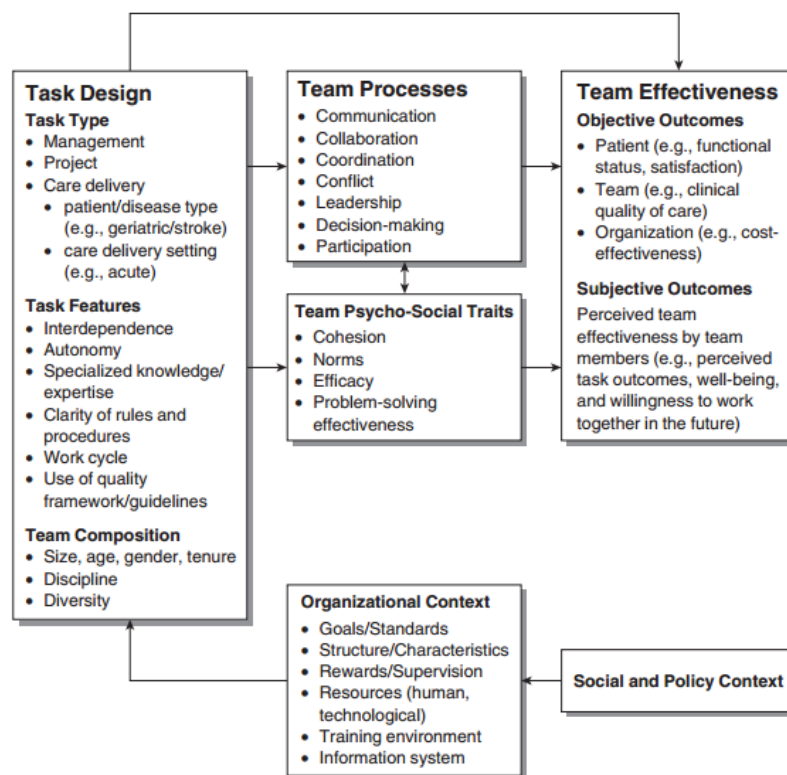 Task Design
Task Type
• Management
• Project
• Care delivery
• patient/disease type
(e.g., geriatric/stroke)
• care delivery setting
(e.g., acute)
Task Features
• Interdependence
• Autonomy
• Specialized knowledge/
expertise
• Clarity of rules and
procedures
• Work cycle
• Use of quality
framework/guidelines
Team Composition
• Size, age, gender, tenure
• Discipline
• Diversity
Team Processes
• Communication
• Collaboration
• Coordination
• Conflict
• Leadership
• Decision-making
• Participation
Team Psycho-Social Traits
• Cohesion
• Norms
• Efficacy
• Problem-solving
effectiveness
Team Effectiveness
Objective Outcomes
• Patient (e.g., functional
status, satisfaction)
• Team (e.g., clinical
quality of care)
• Organization (e.g., cost-
effectiveness)
Subjective Outcomes
Perceived team
effectiveness by team
members (e.g., perceived
task outcomes, well-being,
and willingness to work
together in the future)
Organizational Context
• Goals/Standards
• Structure/Characteristics
• Rewards/Supervision
• Resources (human,
technological)
• Training environment
• Information system
Social and Policy Context